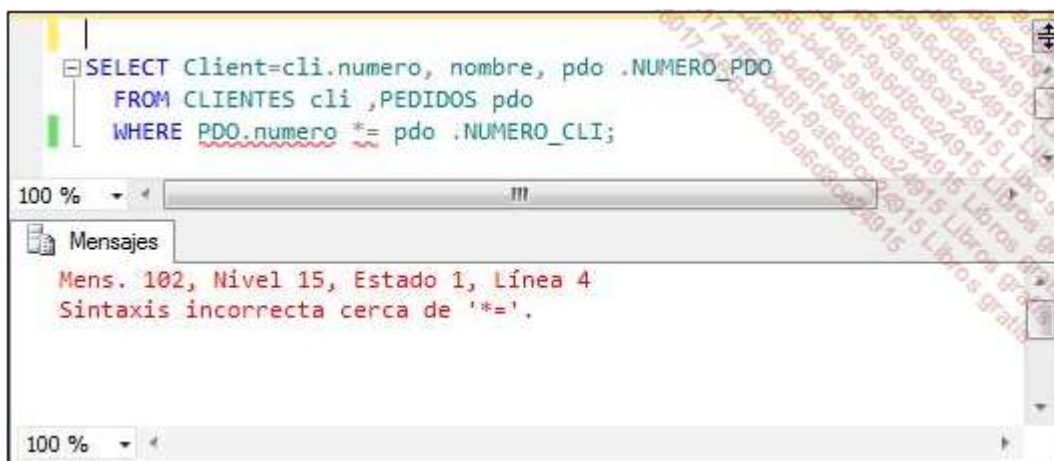 SELECT Client=cli.numero, nombre, pdo .NUMERO_PDO
FROM CLIENTES cli ,PEDIDOS pdo
WHERE PDO.numero *= pdo .NUMERO_CLI;
100 %
Mensajes
Mens. 102, Nivel 15, Estado 1, Línea 4
Sintaxis incorrecta cerca de '*='.
100 %